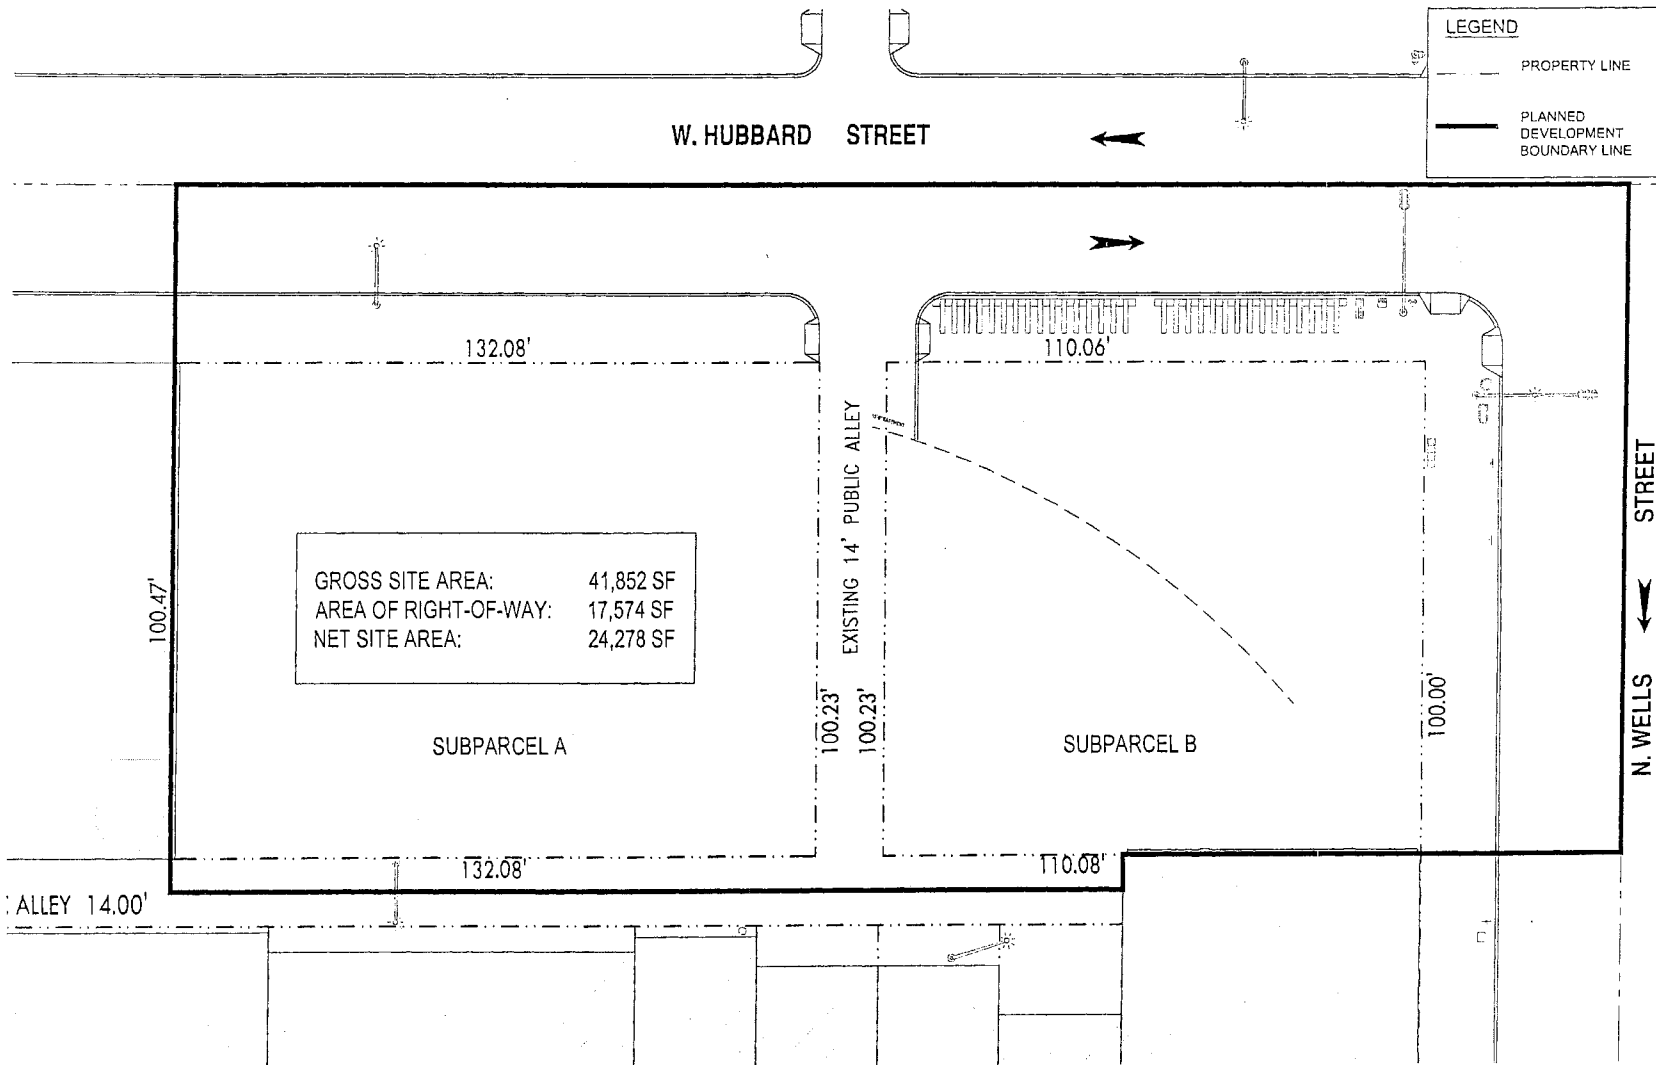 LEGEND
PROPERTY LINE
PLANNED
DEVELOPMENT
BOUNDARY LINE
W. HUBBARD STREET
132.08'
110.06'
EXISTING 14' PUBLIC ALLEY
GROSS SITE AREA: 41,852 SF
AREA OF RIGHT-OF-WAY: 17,574 SF
NET SITE AREA: 24,278 SF
100.47'
100.23'
100.23'
100.00'
N. WELLS STREET
SUBPARCEL A
SUBPARCEL B
132.08'
110.08'
ALLEY 14.00'